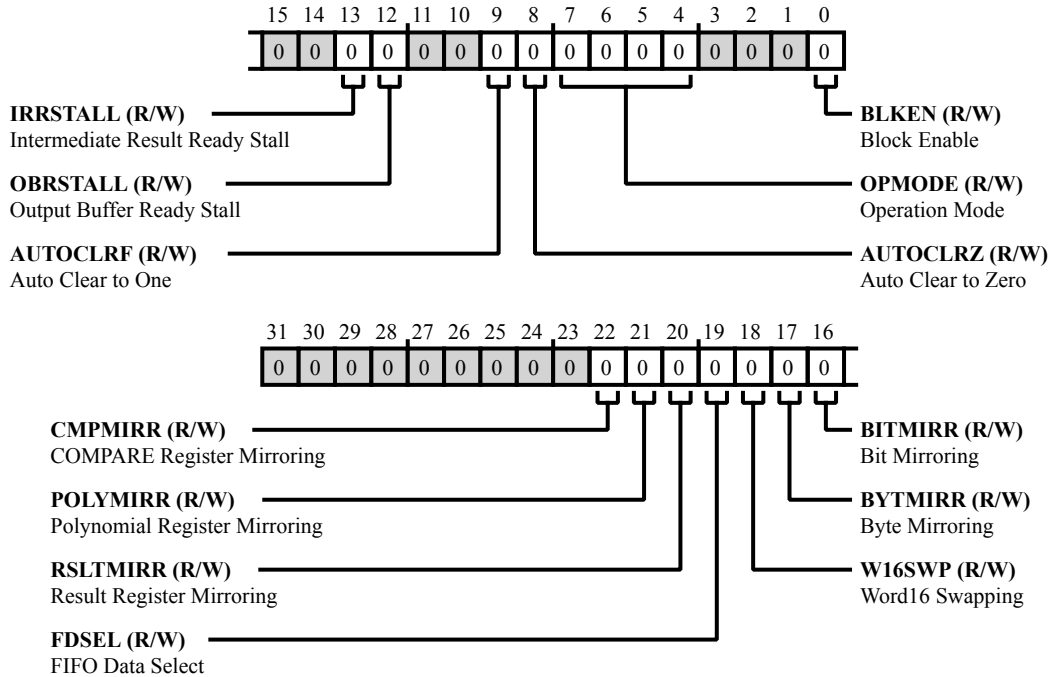 15 14 13 12 11 10 9 8 7 6 5 4 3 2 1 0
0 0 0 0 0 0 0 0 0 0 0 0 0 0 0 0
IRRSTALL (R/W)
Intermediate Result Ready Stall
BLKEN (R/W)
Block Enable
OBRSTALL (R/W)
Output Buffer Ready Stall
OPMODE (R/W)
Operation Mode
AUTOCLRF (R/W)
Auto Clear to One
AUTOCLRZ (R/W)
Auto Clear to Zero
31 30 29 28 27 26 25 24 23 22 21 20 19 18 17 16
0 0 0 0 0 0 0 0 0 0 0 0 0 0 0 0
CMPMIRR (R/W)
COMPARE Register Mirroring
BITMIRR (R/W)
Bit Mirroring
POLYMIRR (R/W)
Polynomial Register Mirroring
BYTMIRR (R/W)
Byte Mirroring
RSLTMIRR (R/W)
Result Register Mirroring
W16SWP (R/W)
Word16 Swapping
FDSEL (R/W)
FIFO Data Select